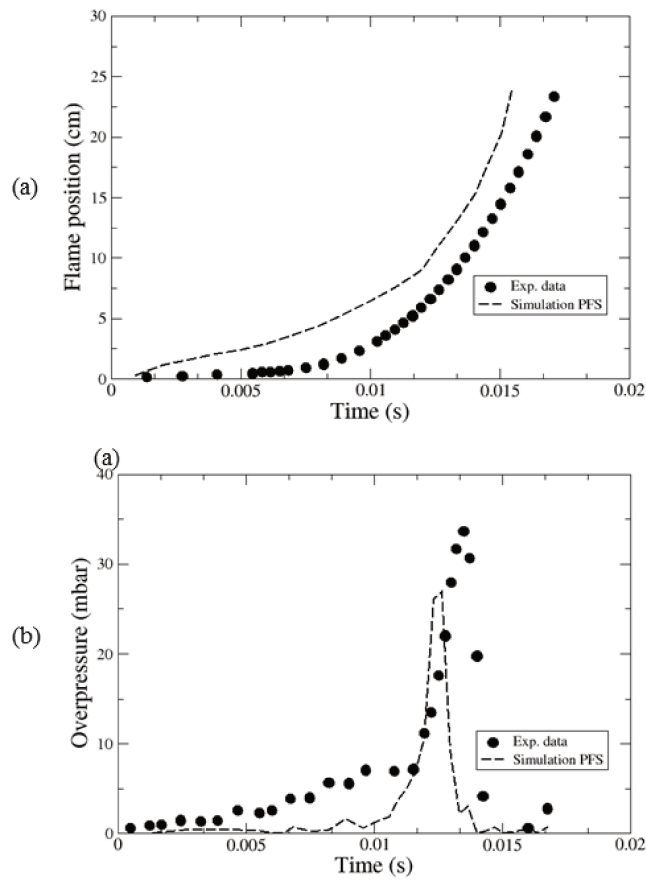 (a)
Flame position (cm)
30
25
20
15
10
5
0
Exp. data
Simulation PFS
0
0.005
0.01
0.015
0.02
Time (s)
(a)
(b)
Overpressure (mbar)
40
30
20
10
0
Exp. data
Simulation PFS
0
0.005
0.01
0.015
0.02
Time (s)